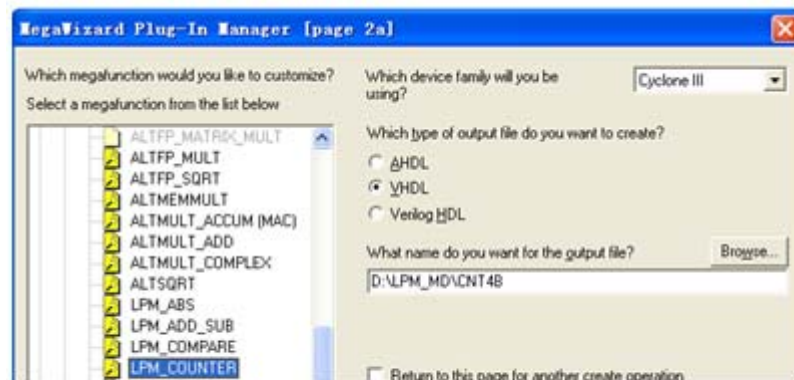 MegaWizard Plug-In Manager [page 2a]
Which megafunction would you like to customize?
Select a megafunction from the list below
ALTFP_MATRIX_MULT
ALTFP_MULT
ALTFP_SQRT
ALTMEMMULT
ALTMULT_ACCUM (MAC)
ALTMULT_ADD
ALTMULT_COMPLEX
ALTSQRT
LPM_ABS
LPM_ADD_SUB
LPM_COMPARE
LPM_COUNTER
Which device family will you be
using?
Cyclone III
Which type of output file do you want to create?
AHDL
VHDL
Verilog HDL
What name do you want for the output file?
Browse...
D:\LPM_MD\CNT4B
Return to this page for another create operation